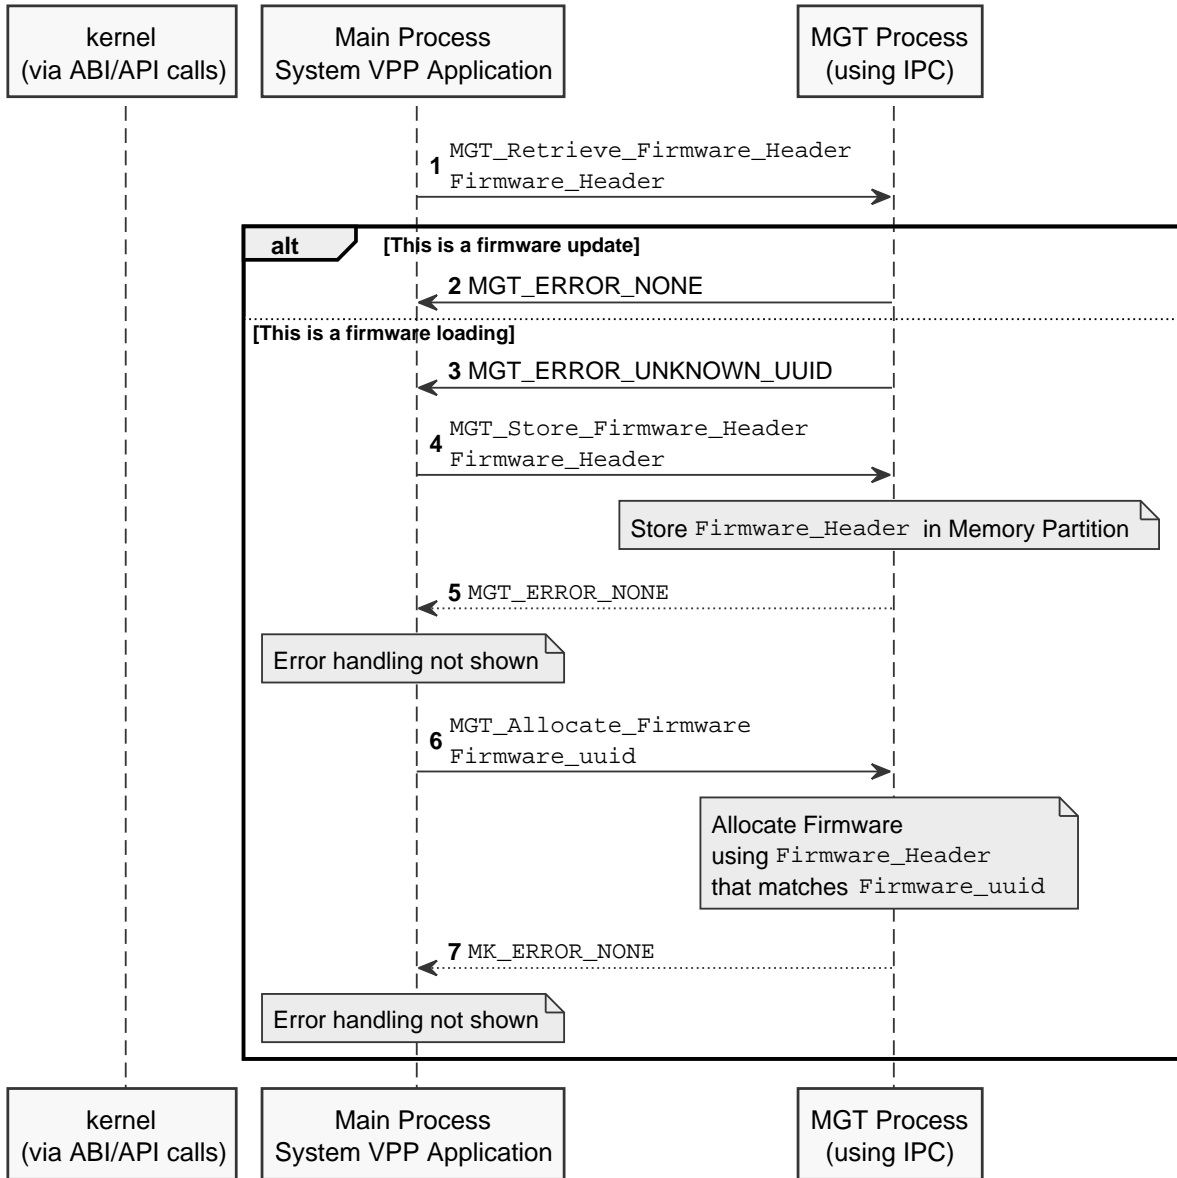 kernel
(via ABI/API calls)
Main Process
System VPP Application
MGT Process
(using IPC)
1 MGT_Retrieve_Firmware_Header
Firmware_Header
alt [This is a firmware update]
2 MGT_ERROR_NONE
[This is a firmware loading]
3 MGT_ERROR_UNKNOWN_UUID
4 MGT_Store_Firmware_Header
Firmware_Header
Store Firmware_Header in Memory Partition
5 MGT_ERROR_NONE
Error handling not shown
6 MGT_Allocate_Firmware
Firmware_uuid
Allocate Firmware
using Firmware_Header
that matches Firmware_uuid
7 MK_ERROR_NONE
Error handling not shown
kernel
(via ABI/API calls)
Main Process
System VPP Application
MGT Process
(using IPC)